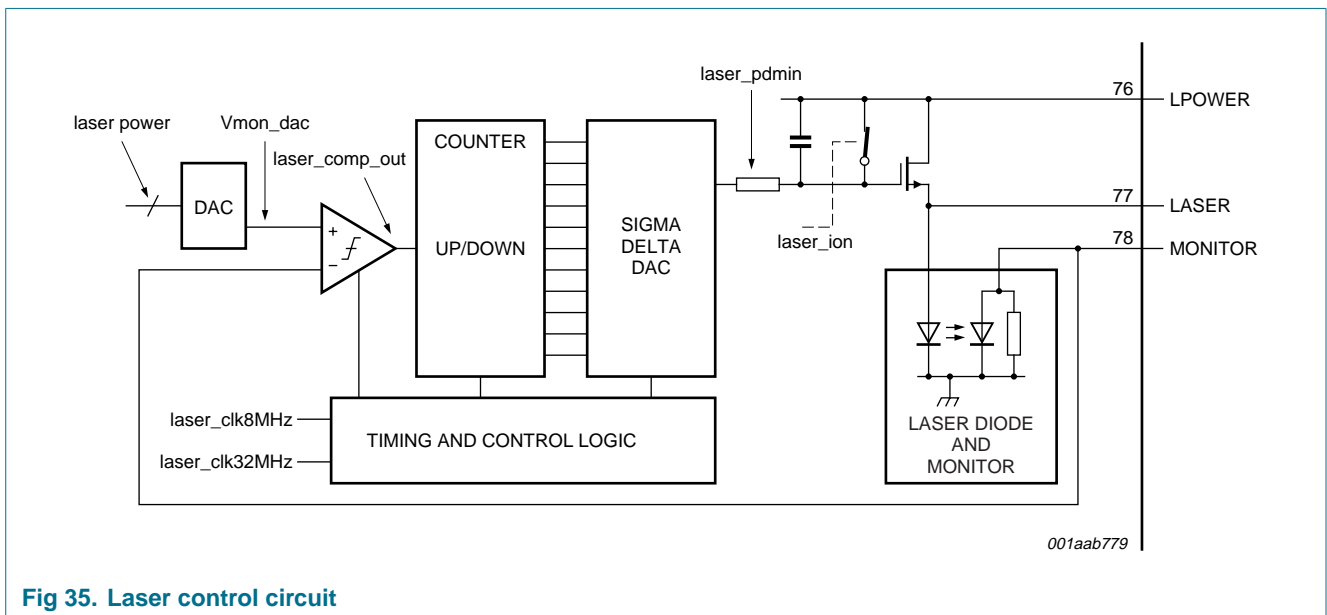 laser_pdmin
76
LPOWER
laser power
Vmon_dac
laser_comp_out
COUNTER
DAC
+
−
UP/DOWN
SIGMA
DELTA
DAC
laser_ion
77
LASER
78
MONITOR
laser_clk8MHz
laser_clk32MHz
TIMING AND CONTROL LOGIC
LASER DIODE
AND
MONITOR
001aab779
Fig 35. Laser control circuit